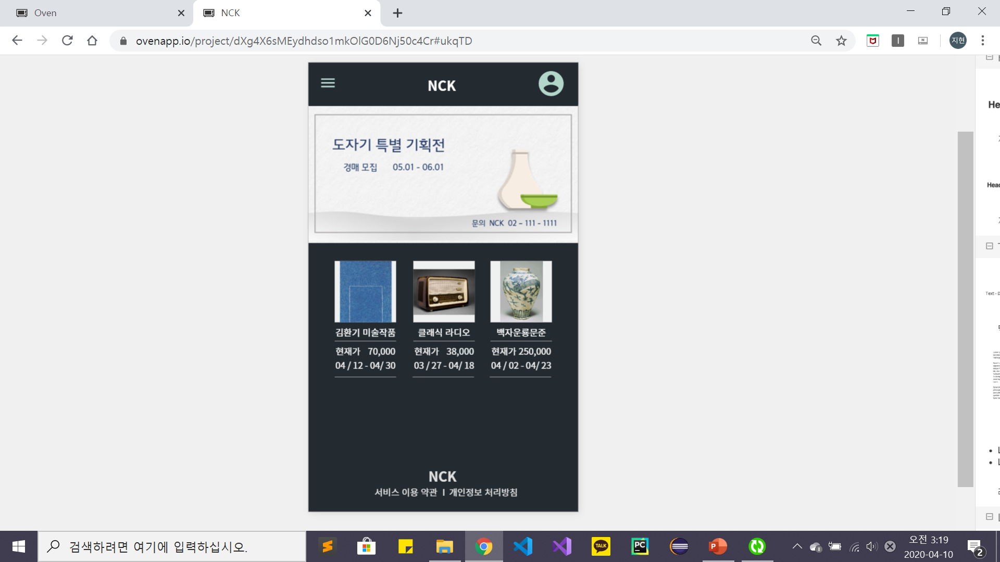 Oven
NCK
ovenapp.io/project/dXg4X6sMEydhdso1mkOlG0D6Nj50c4Cr#ukqTD
지현
NCK
도자기 특별 기획전
경매 모집 05.01 - 06.01
문의 NCK 02 – 111 - 1111
김환기 미술작품
현재가 70,000
04 / 12 - 04/ 30
클래식 라디오
현재가 38,000
03 / 27 - 04/ 18
백자운룡문준
현재가 250,000
04 / 02 - 04/ 23
NCK
서비스 이용 약관 I 개인정보 처리방침
Text -
검색하려면 여기에 입력하십시오.
TALK
PC
P
오전 3:19
2020-04-10
2